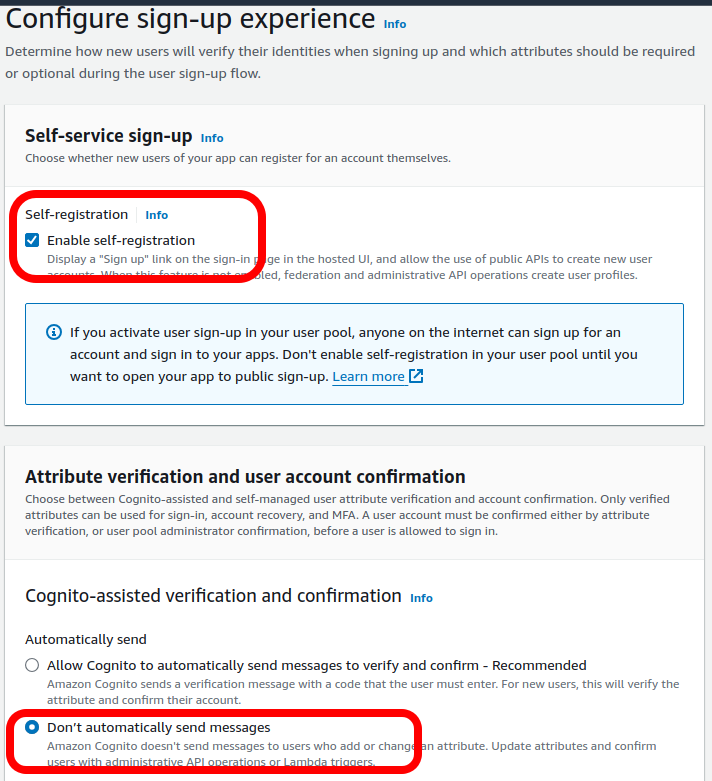 Configure sign-up experience Info
Determine how new users will verify their identities when signing up and which attributes should be required
or optional during the user sign-up flow.
Self-service sign-up Info
Choose whether new users of your app can register for an account themselves.
Self-registration Info
Enable self-registration
Display a "Sign up" link on the sign-in page in the hosted UI, and allow the use of public APIs to create new user
accounts. When this feature is not enabled, federation and administrative API operations create user profiles.
If you activate user sign-up in your user pool, anyone on the internet can sign up for an
account and sign in to your apps. Don't enable self-registration in your user pool until you
want to open your app to public sign-up. Learn more
Attribute verification and user account confirmation
Choose between Cognito-assisted and self-managed user attribute verification and account confirmation. Only verified
attributes can be used for sign-in, account recovery, and MFA. A user account must be confirmed either by attribute
verification, or user pool administrator confirmation, before a user is allowed to sign in.
Cognito-assisted verification and confirmation Info
Automatically send
Allow Cognito to automatically send messages to verify and confirm - Recommended
Amazon Cognito sends a verification message with a code that the user must enter. For new users, this will verify the
attribute and confirm their account.
Don't automatically send messages
Amazon Cognito doesn't send messages to users who add or change an attribute. Update attributes and confirm
users with administrative API operations or Lambda triggers.